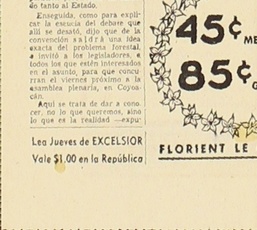 to tanto al Estado.
Enseguida, como para expli-
car la escucia del debate que
allí se desató, dijo que de la
convención saldrá una idea
exacta del problema forestal,
e invitó a los legisladores, a
todos los que estén interesados
en el asunto, para que concu-
rran el viernes próximo a la
asamblea plenaria, en Coyoa-
cán.
Aquí se trata de dar a cono-
cer, no lo que queremos, sino
lo que es la realidad —expu-
Lea Jueves de EXCELSIOR
Vale $1.00 en la República
45¢ ME
85¢ G
FLORIENT LE